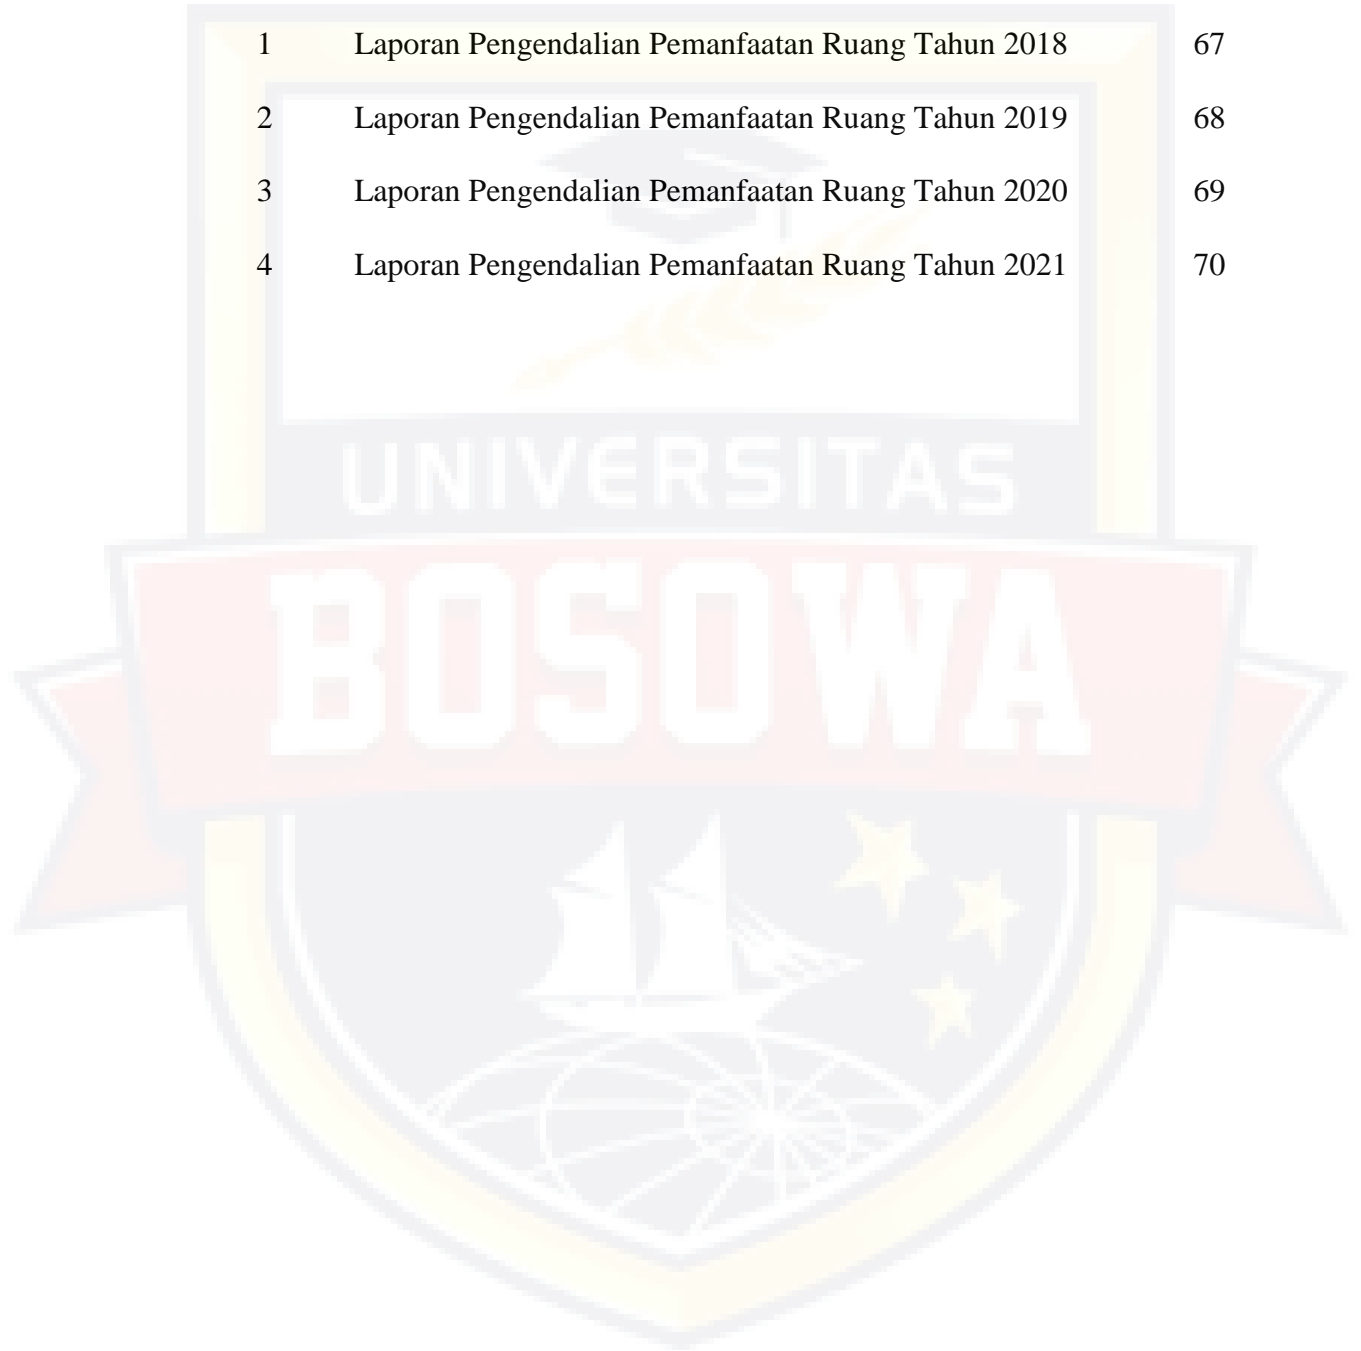 1 Laporan Pengendalian Pemanfaatan Ruang Tahun 2018 67
2 Laporan Pengendalian Pemanfaatan Ruang Tahun 2019 68
3 Laporan Pengendalian Pemanfaatan Ruang Tahun 2020 69
4 Laporan Pengendalian Pemanfaatan Ruang Tahun 2021 70
UNIVERSITAS
BOSOWA